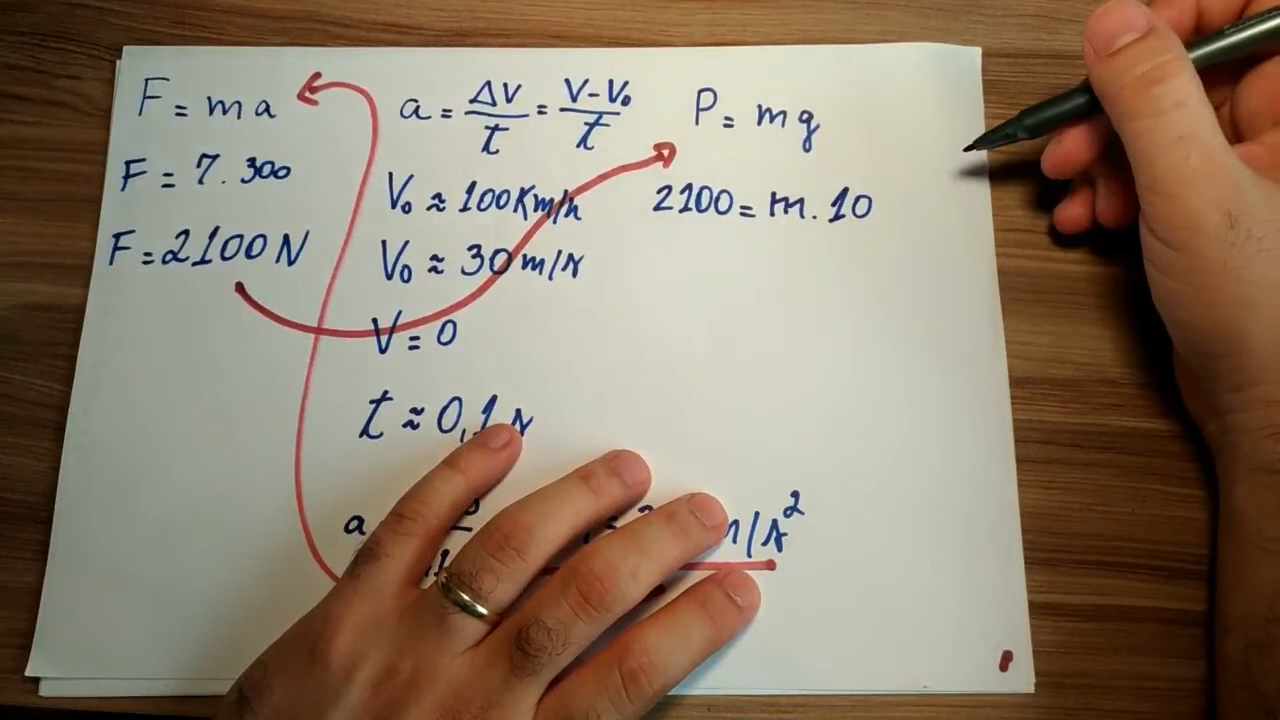 F = ma
F = 7.300
F = 2100 N
a = ΔV/t = V-V₀/t
V₀ ≈ 100Km/h
V₀ ≈ 30 m/s
V = 0
t ≈ 0,1 s
a
m/s²
P = mg
2100 = m.10